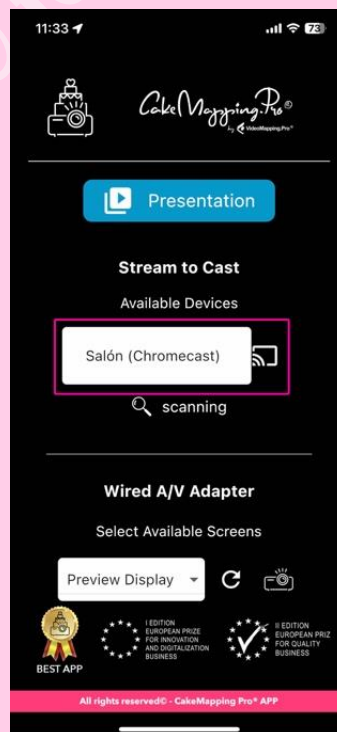 11:33
73
CakeMapping.Pro®
by VideoMapping.Pro®
Presentation
Stream to Cast
Available Devices
Salón (Chromecast)
scanning
Wired A/V Adapter
Select Available Screens
Preview Display
BEST APP
I EDITION
EUROPEAN PRIZE
FOR INNOVATION
AND DIGITALIZATION
BUSINESS
II EDITION
EUROPEAN PRIZ
FOR QUALITY
BUSINESS
All rights reserved© - CakeMapping Pro® APP